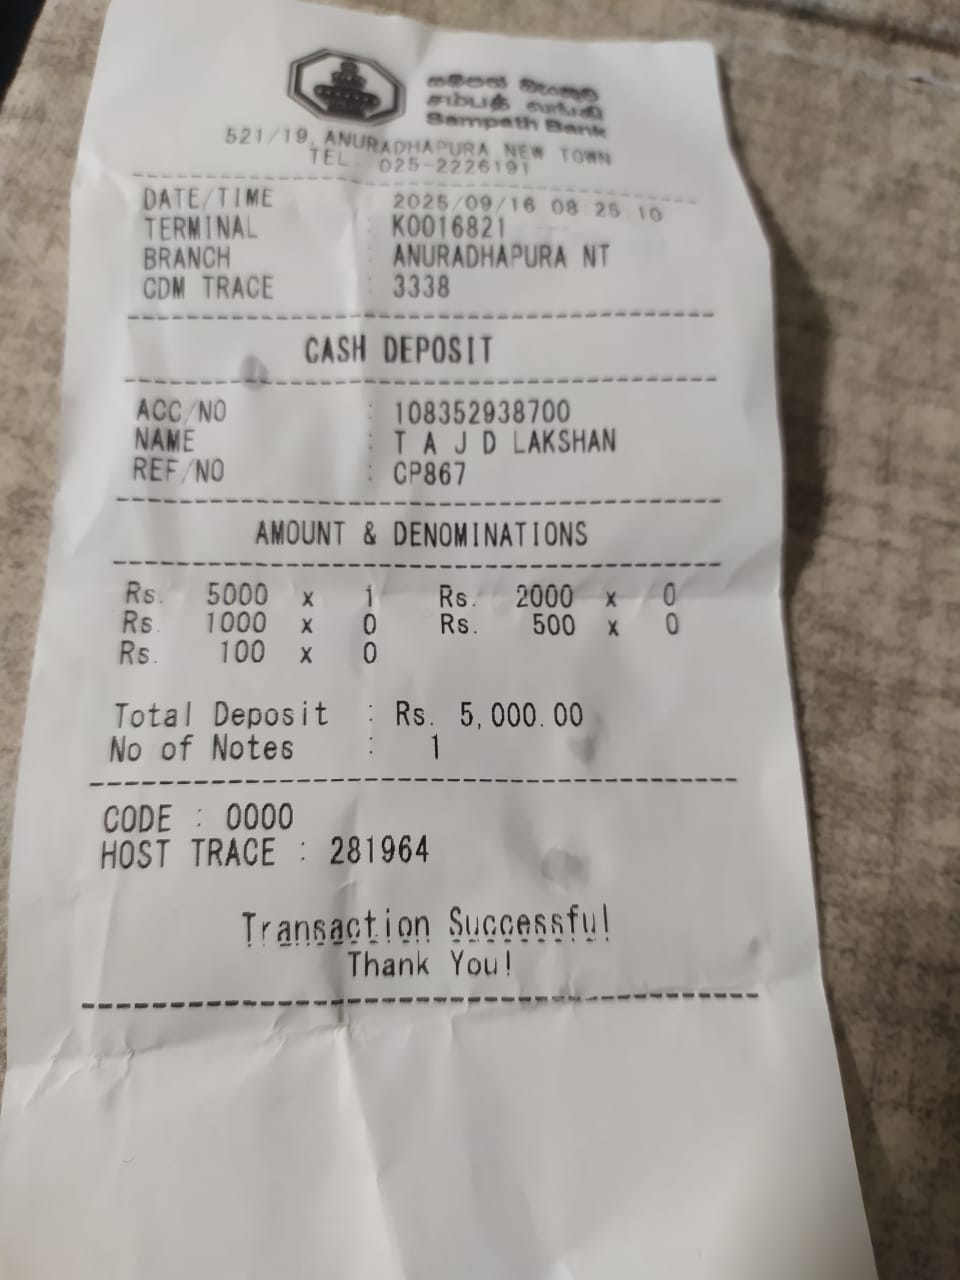 සම්පත් බැංකුව
சம்பத் வங்கி
Sampath Bank
521/19, ANURADHAPURA NEW TOWN
TEL. 025-2226191
DATE/TIME : 2025/09/16 08:25:10
TERMINAL : K0016821
BRANCH : ANURADHAPURA NT
CDM TRACE : 3338
CASH DEPOSIT
ACC/NO : 108352938700
NAME : T A J D LAKSHAN
REF/NO : CP867
AMOUNT & DENOMINATIONS
Rs. 5000 x 1 Rs. 2000 x 0
Rs. 1000 x 0 Rs. 500 x 0
Rs. 100 x 0
Total Deposit : Rs. 5,000.00
No of Notes : 1
CODE : 0000
HOST TRACE : 281964
Transaction Successful
Thank You!